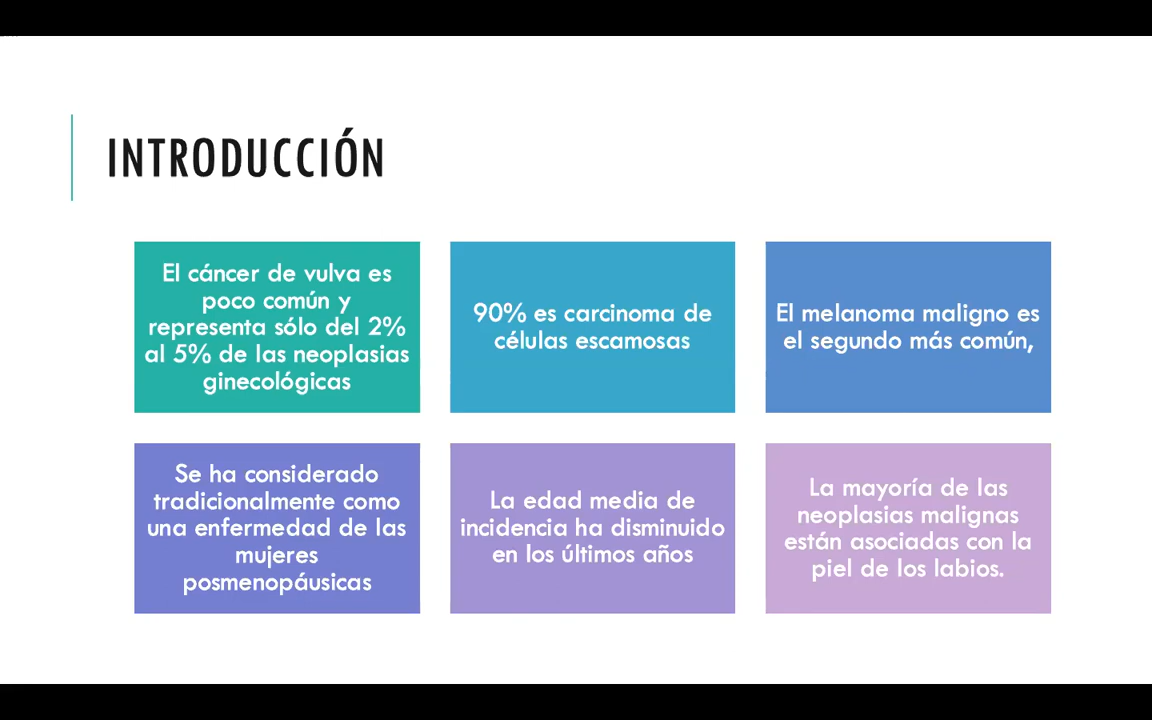 INTRODUCCIÓN
El cáncer de vulva es
poco común y
representa sólo del 2%
al 5% de las neoplasias
ginecológicas
90% es carcinoma de
células escamosas
El melanoma maligno es
el segundo más común,
Se ha considerado
tradicionalmente como
una enfermedad de las
mujeres
posmenopáusicas
La edad media de
incidencia ha disminuido
en los últimos años
La mayoría de las
neoplasias malignas
están asociadas con la
piel de los labios.